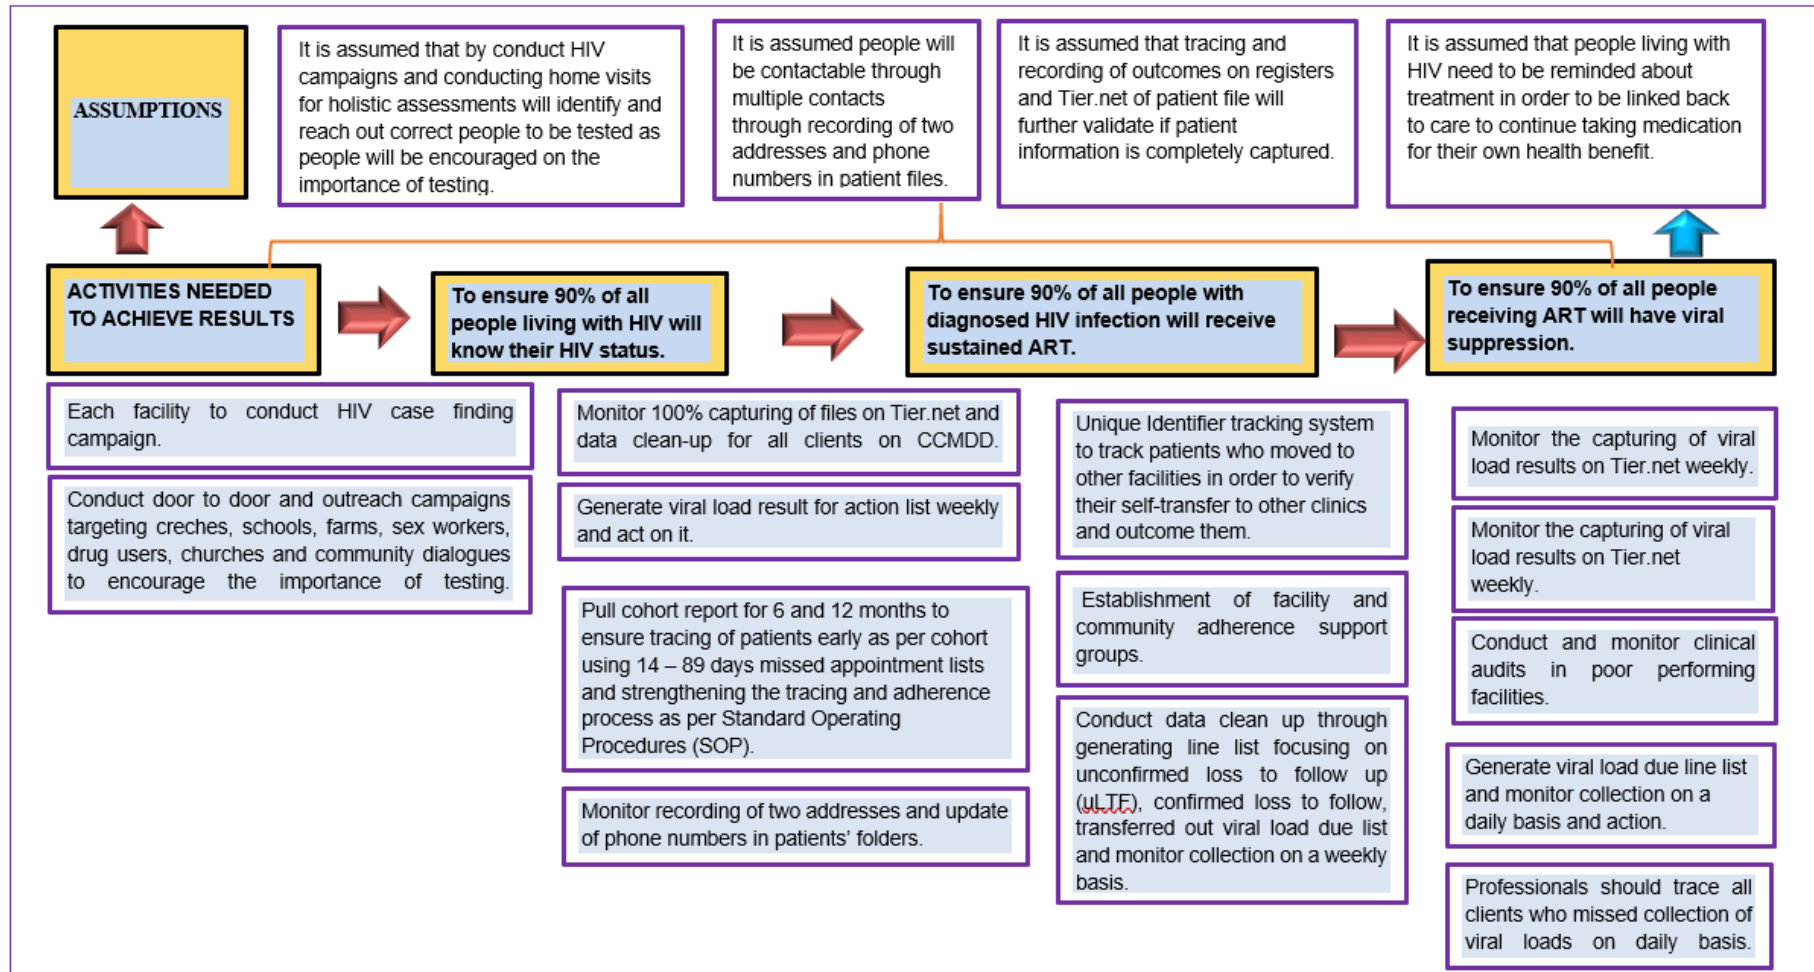 ASSUMPTIONS
It is assumed that by conduct HIV
campaigns and conducting home visits
for holistic assessments will identify and
reach out correct people to be tested as
people will be encouraged on the
importance of testing.
It is assumed people will
be contactable through
multiple contacts
through recording of two
addresses and phone
numbers in patient files.
It is assumed that tracing and
recording of outcomes on registers
and Tier.net of patient file will
further validate if patient
information is completely captured.
It is assumed that people living with
HIV need to be reminded about
treatment in order to be linked back
to care to continue taking medication
for their own health benefit.
ACTIVITIES NEEDED
TO ACHIEVE RESULTS
To ensure 90% of all
people living with HIV will
know their HIV status.
To ensure 90% of all people with
diagnosed HIV infection will receive
sustained ART.
To ensure 90% of all people
receiving ART will have viral
suppression.
Each facility to conduct HIV case finding
campaign.
Conduct door to door and outreach campaigns
targeting creches, schools, farms, sex workers,
drug users, churches and community dialogues
to encourage the importance of testing.
Monitor 100% capturing of files on Tier.net and
data clean-up for all clients on CCMDD.
Generate viral load result for action list weekly
and act on it.
Pull cohort report for 6 and 12 months to
ensure tracing of patients early as per cohort
using 14 – 89 days missed appointment lists
and strengthening the tracing and adherence
process as per Standard Operating
Procedures (SOP).
Monitor recording of two addresses and update
of phone numbers in patients' folders.
Unique Identifier tracking system
to track patients who moved to
other facilities in order to verify
their self-transfer to other clinics
and outcome them.
Establishment of facility and
community adherence support
groups.
Conduct data clean up through
generating line list focusing on
unconfirmed loss to follow up
(uLTF), confirmed loss to follow,
transferred out viral load due list
and monitor collection on a weekly
basis.
Monitor the capturing of viral
load results on Tier.net weekly.
Monitor the capturing of viral
load results on Tier.net
weekly.
Conduct and monitor clinical
audits in poor performing
facilities.
Generate viral load due line list
and monitor collection on a
daily basis and action.
Professionals should trace all
clients who missed collection of
viral loads on daily basis.